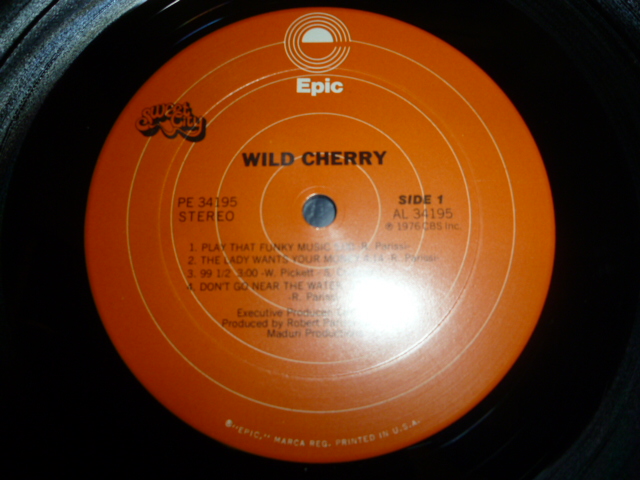 Epic
Sweet
City
WILD CHERRY
PE 34195
STEREO
SIDE 1
AL 34195
℗ 1976 CBS Inc.
1. PLAY THAT FUNKY MUSIC -R. Parissi-
2. THE LADY WANTS YOUR MONEY -R. Parissi-
3. 99 1/2 3:00 -W. Pickett-
4. DON'T GO NEAR THE WATER
-R. Parissi-
Executive Producer
Produced by Robert
Maduri Productions
®"EPIC," MARCA REG. PRINTED IN U.S.A.